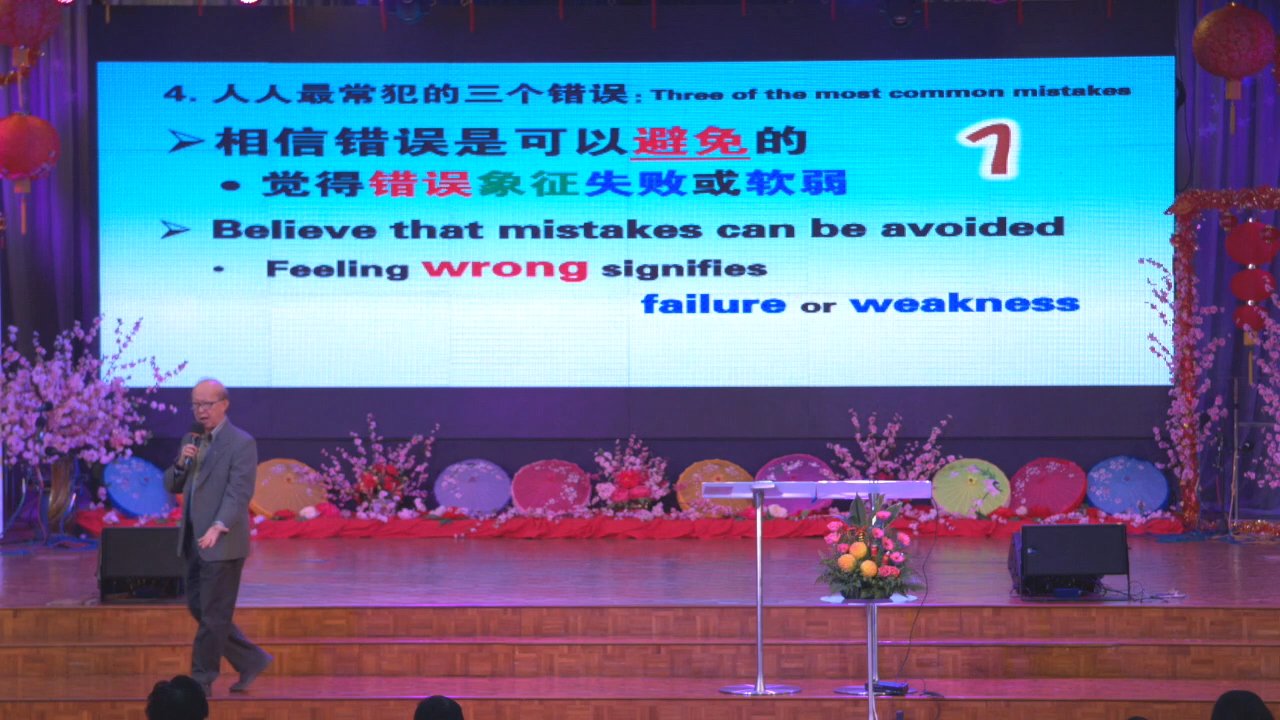 4. 人人最常犯的三个错误：Three of the most common mistakes
➢相信错误是可以避免的
1
• 觉得错误象征失败或软弱
➢ Believe that mistakes can be avoided
• Feeling wrong signifies
failure or weakness